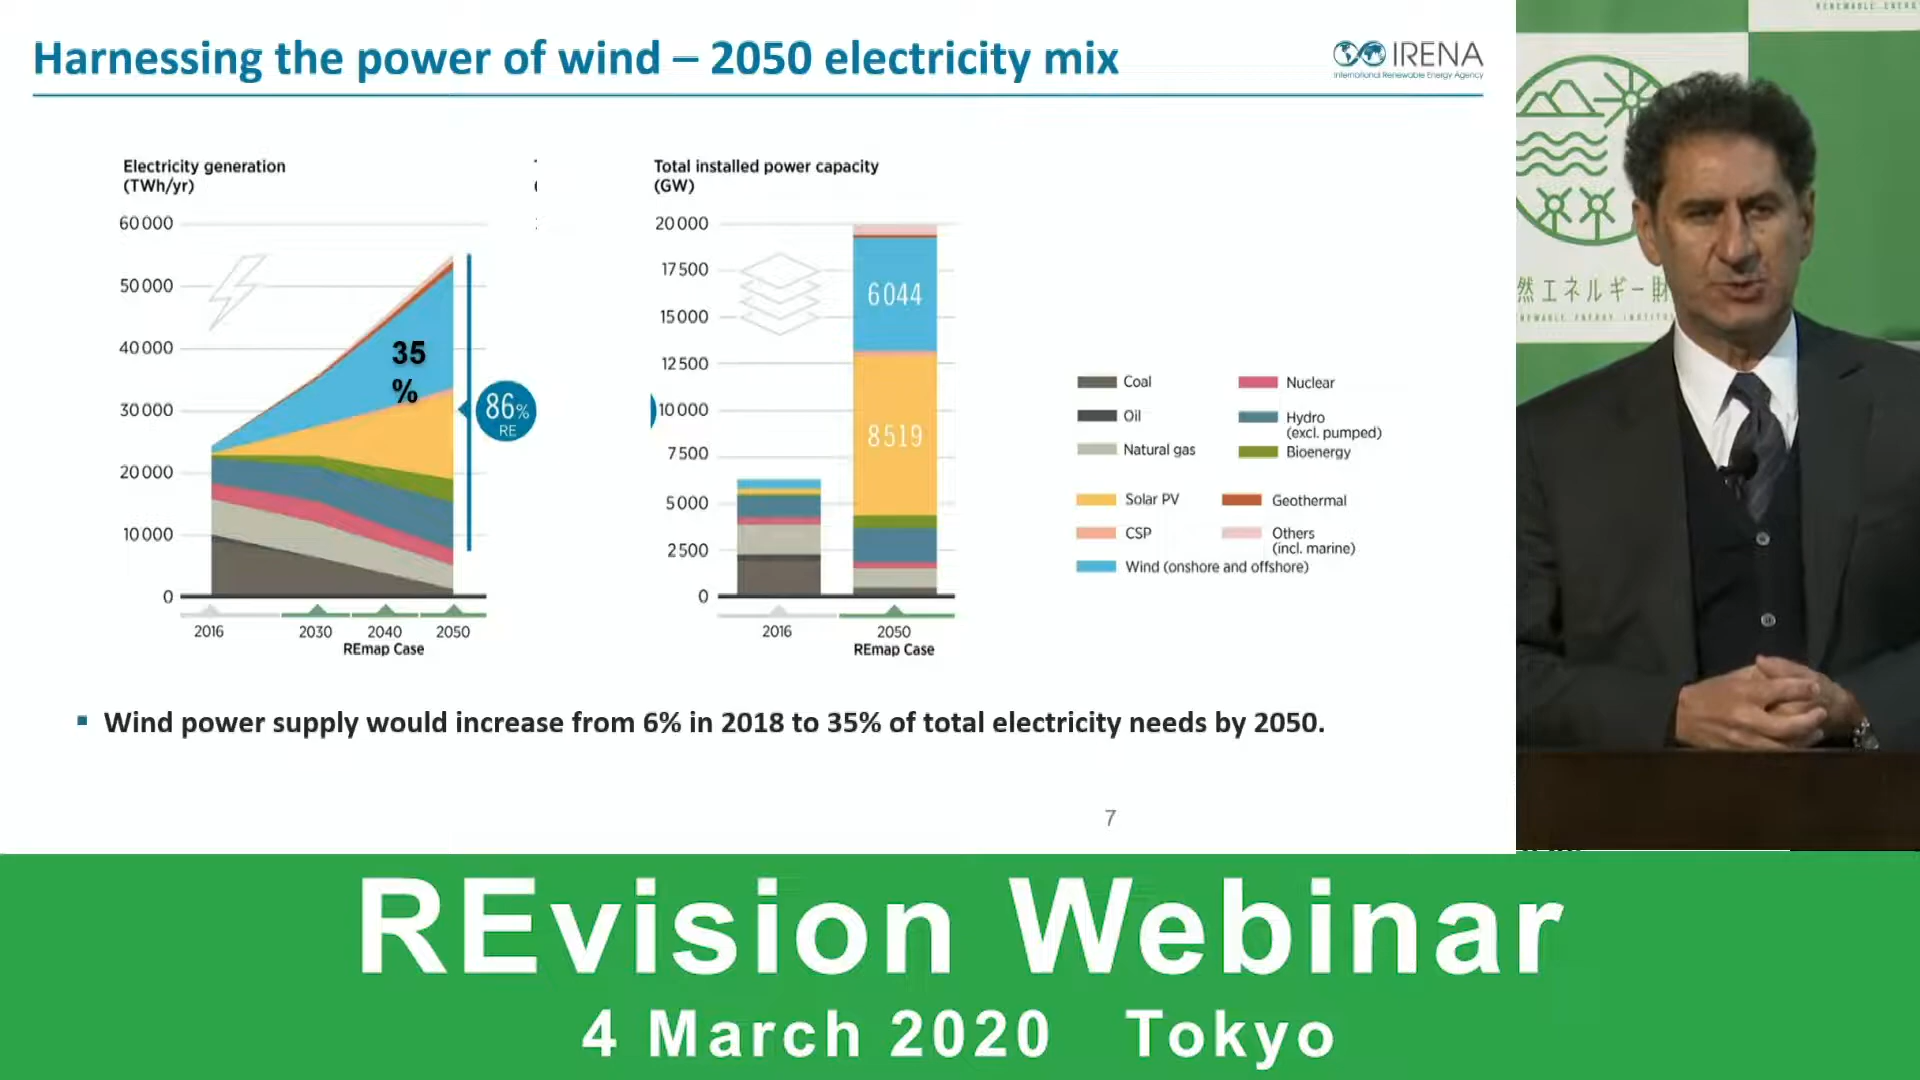 Harnessing the power of wind – 2050 electricity mix
IRENA
International Renewable Energy Agency
Electricity generation
(TWh/yr)
60 000
50 000
40 000
30 000
20 000
10 000
0
35
%
86%
RE
2016
2030
2040
2050
REmap Case
Total installed power capacity
(GW)
20 000
17 500
15 000
12 500
10 000
7 500
5 000
2 500
0
6 044
8 519
2016
2050
REmap Case
Coal
Oil
Natural gas
Nuclear
Hydro
(excl. pumped)
Bioenergy
Solar PV
CSP
Wind (onshore and offshore)
Geothermal
Others
(incl. marine)
▪ Wind power supply would increase from 6% in 2018 to 35% of total electricity needs by 2050.
7
然エネルギー財
REvision Webinar
4 March 2020 Tokyo